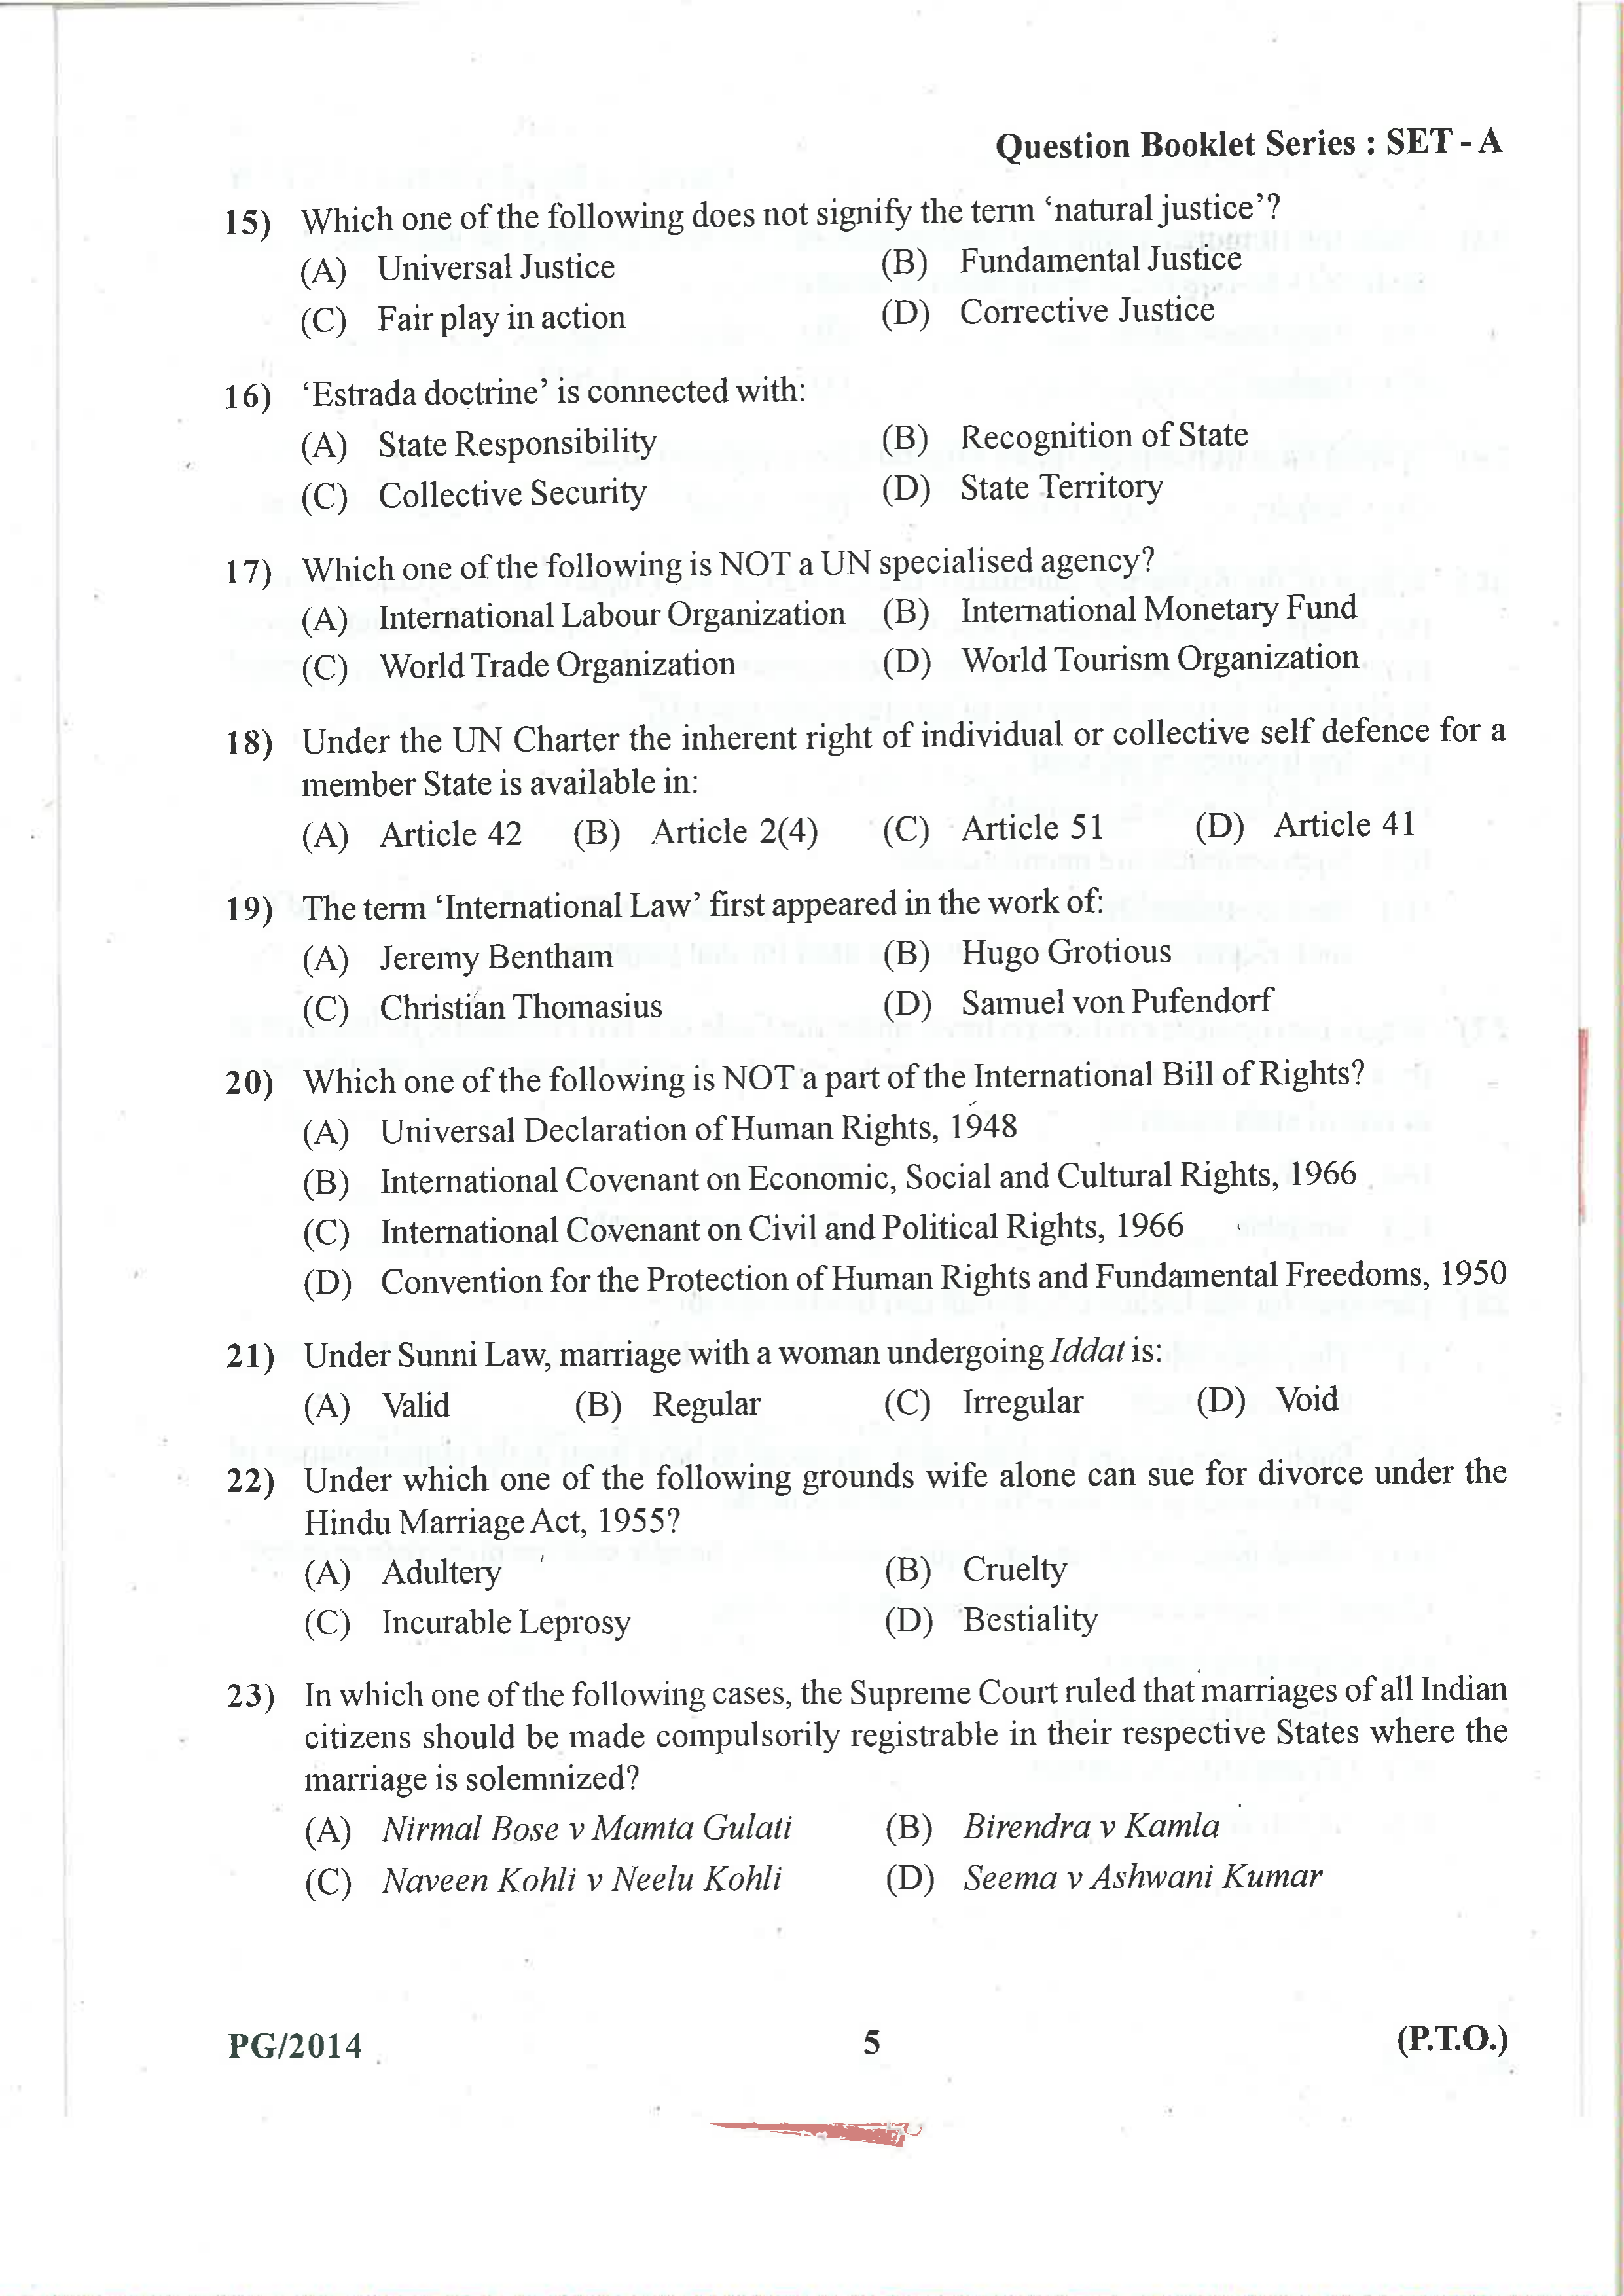 Question Booklet Series : SET - A
15) Which one of the following does not signify the term ‘natural justice’?
(A) Universal Justice (B) Fundamental Justice
(C) Fair play in action (D) Corrective Justice
16) ‘Estrada doctrine’ is connected with:
(A) State Responsibility (B) Recognition of State
(C) Collective Security (D) State Territory
17) Which one of the following is NOT a UN specialised agency?
(A) International Labour Organization (B) International Monetary Fund
(C) World Trade Organization (D) World Tourism Organization
18) Under the UN Charter the inherent right of individual or collective self defence for a
member State is available in:
(A) Article 42 (B) Article 2(4) (C) Article 51 (D) Article 41
19) The term ‘International Law’ first appeared in the work of:
(A) Jeremy Bentham (B) Hugo Grotious
(C) Christian Thomasius (D) Samuel von Pufendorf
20) Which one of the following is NOT a part of the International Bill of Rights?
(A) Universal Declaration of Human Rights, 1948
(B) International Covenant on Economic, Social and Cultural Rights, 1966
(C) International Covenant on Civil and Political Rights, 1966
(D) Convention for the Protection of Human Rights and Fundamental Freedoms, 1950
21) Under Sunni Law, marriage with a woman undergoing Iddat is:
(A) Valid (B) Regular (C) Irregular (D) Void
22) Under which one of the following grounds wife alone can sue for divorce under the
Hindu Marriage Act, 1955?
(A) Adultery (B) Cruelty
(C) Incurable Leprosy (D) Bestiality
23) In which one of the following cases, the Supreme Court ruled that marriages of all Indian
citizens should be made compulsorily registrable in their respective States where the
marriage is solemnized?
(A) Nirmal Bose v Mamta Gulati (B) Birendra v Kamla
(C) Naveen Kohli v Neelu Kohli (D) Seema v Ashwani Kumar
PG/2014 5 (P.T.O.)